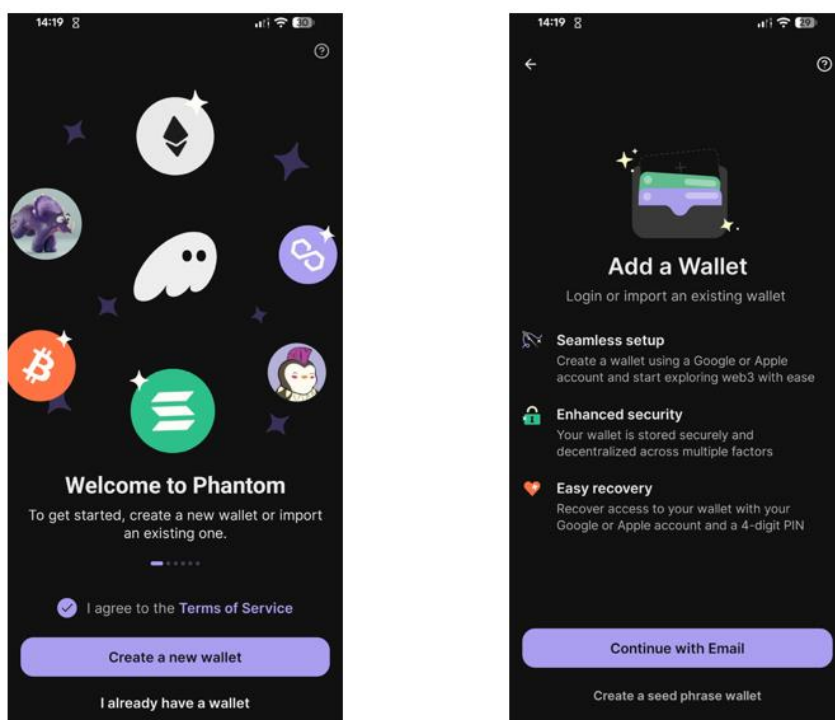 14:19
30
Welcome to Phantom
To get started, create a new wallet or import
an existing one.
I agree to the Terms of Service
Create a new wallet
I already have a wallet
14:19
29
Add a Wallet
Login or import an existing wallet
Seamless setup
Create a wallet using a Google or Apple
account and start exploring web3 with ease
Enhanced security
Your wallet is stored securely and
decentralized across multiple factors
Easy recovery
Recover access to your wallet with your
Google or Apple account and a 4-digit PIN
Continue with Email
Create a seed phrase wallet